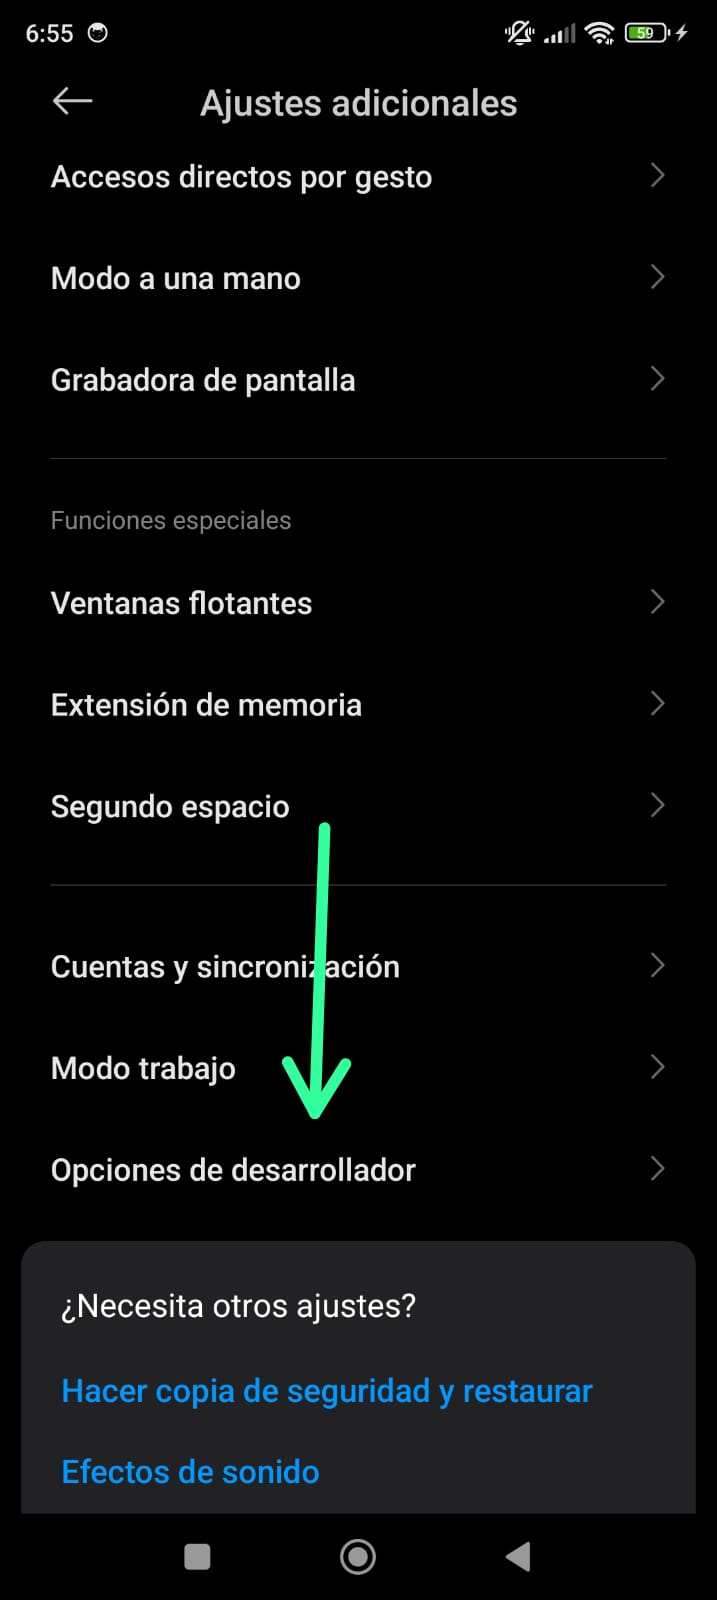 6:55
59
Ajustes adicionales
Accesos directos por gesto
Modo a una mano
Grabadora de pantalla
Funciones especiales
Ventanas flotantes
Extensión de memoria
Segundo espacio
Cuentas y sincronización
Modo trabajo
Opciones de desarrollador
¿Necesita otros ajustes?
Hacer copia de seguridad y restaurar
Efectos de sonido